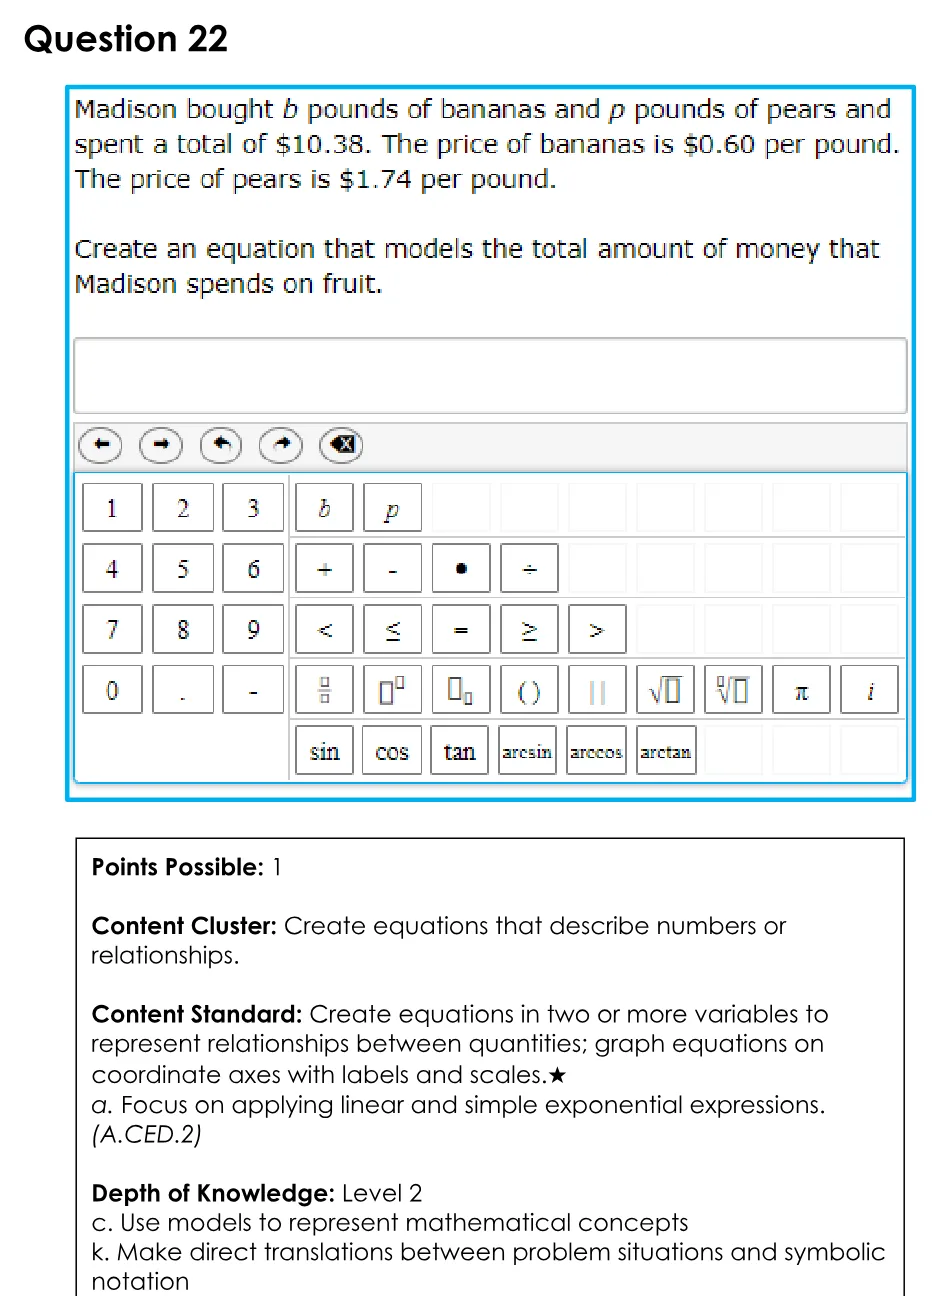 Question 22
Madison bought b pounds of bananas and p pounds of pears and
spent a total of $10.38. The price of bananas is $0.60 per pound.
The price of pears is $1.74 per pound.
Create an equation that models the total amount of money that
Madison spends on fruit.
1 2 3 b p
4 5 6 + - • ÷
7 8 9 < ≤ = ≥ >
0 . - □/□ □^□ □_□ ( ) | | √□ □√□ π i
sin cos tan arcsin arccos arctan
Points Possible: 1
Content Cluster: Create equations that describe numbers or
relationships.
Content Standard: Create equations in two or more variables to
represent relationships between quantities; graph equations on
coordinate axes with labels and scales.★
a. Focus on applying linear and simple exponential expressions.
(A.CED.2)
Depth of Knowledge: Level 2
c. Use models to represent mathematical concepts
k. Make direct translations between problem situations and symbolic
notation